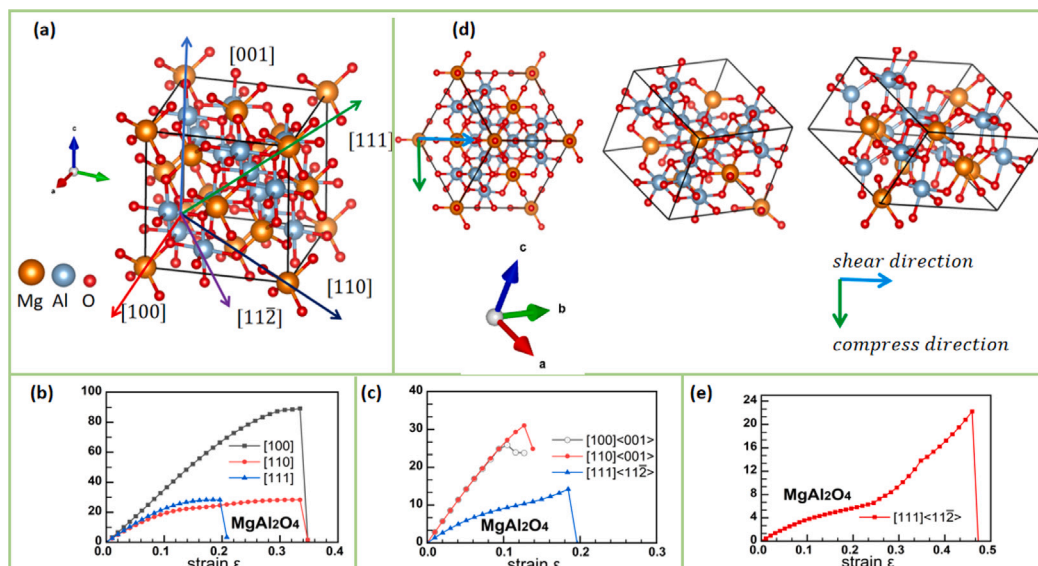 (a)
[001]
c
a
[111]
Mg Al O
[100]
[112̅]
[110]
(d)
c
b
a
shear direction
compress direction
(b)
100
80
60
40
20
0
[100]
[110]
[111]
MgAl2O4
0.0 0.1 0.2 0.3 0.4
strain ε
(c)
40
30
20
10
0
[100]<001>
[110]<001>
[111]<112̅>
MgAl2O4
0.0 0.1 0.2 0.3
strain ε
(e)
24
20
16
12
8
4
0
MgAl2O4
[111]<112̅>
0.0 0.1 0.2 0.3 0.4 0.5
strain ε